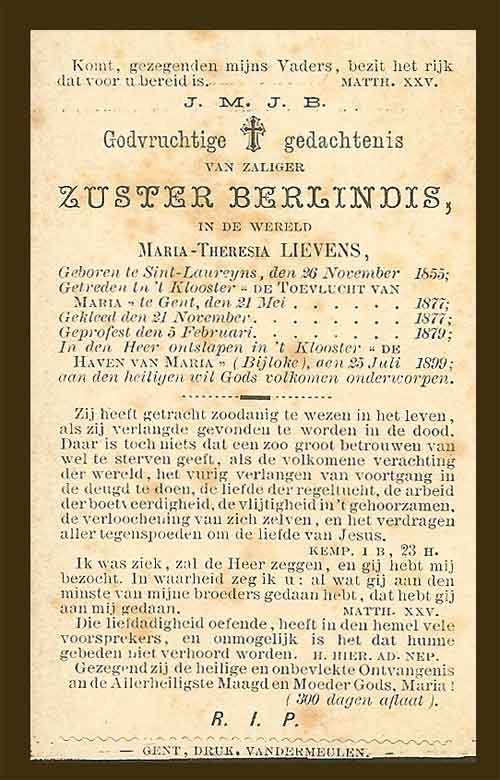 Komt, gezegenden mijns Vaders, bezit het rijk
dat voor u bereid is. MATTH. XXV.
J. M. J. B.
Godvruchtige gedachtenis
VAN ZALIGER
ZUSTER BERLINDIS,
IN DE WERELD
MARIA-THERESIA LIEVENS,
Geboren te Sint-Laureyns, den 26 November 1855;
Getreden in 't Klooster « DE TOEVLUCHT VAN
MARIA » te Gent, den 21 Mei . . . . . . 1877;
Gekleed den 21 November. . . . . . . 1877;
Geprofest den 5 Februari. . . . . . . 1879;
In den Heer ontslapen in 't Klooster « DE
HAVEN VAN MARIA » (Bijloke), den 25 Juli 1899;
aan den heiligen wil Gods volkomen onderworpen.
Zij heeft getracht zoodanig te wezen in het leven,
als zij verlangde gevonden te worden in de dood.
Daar is toch niets dat een zoo groot betrouwen van
wel te sterven geeft, als de volkomene verachting
der wereld, het vurig verlangen van voortgang in
de deugd te doen, de liefde der regeltucht, de arbeid
der boetveerdigheid, de vlijtigheid in't gehoorzamen,
de verloochening van zich zelven, en het verdragen
aller tegenspoeden om de liefde van Jesus.
KEMP. I B, 23 H.
Ik was ziek, zal de Heer zeggen, en gij hebt mij
bezocht. In waarheid zeg ik u: al wat gij aan den
minste van mijne broeders gedaan hebt, dat hebt gij
aan mij gedaan. MATTH. XXV.
Die liefdadigheid oefende, heeft in den hemel vele
voorsprekers, en onmogelijk is het dat hunne
gebeden niet verhoord worden. H. HIER. AD. NEP.
Gezegend zij de heilige en onbevlekte Ontvangenis
an de Allerheiligste Maagd en Moeder Gods, Maria!
(300 dagen aflaat).
R. I. P.
— GENT, DRUK. VANDERMEULEN. —